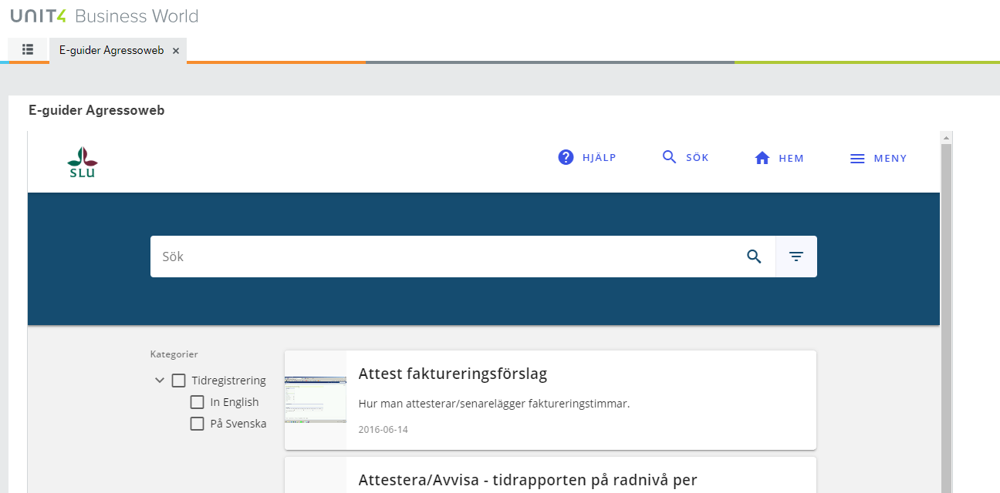 UNIT4 Business World
E-guider Agressoweb ×
E-guider Agressoweb
SLU
HJÄLP SÖK HEM MENY
Sök
Kategorier
Tidregistrering
In English
På Svenska
Attest faktureringsförslag
Hur man attesterar/senarelägger faktureringstimmar.
2016-06-14
Attestera/Avvisa - tidrapporten på radnivå per